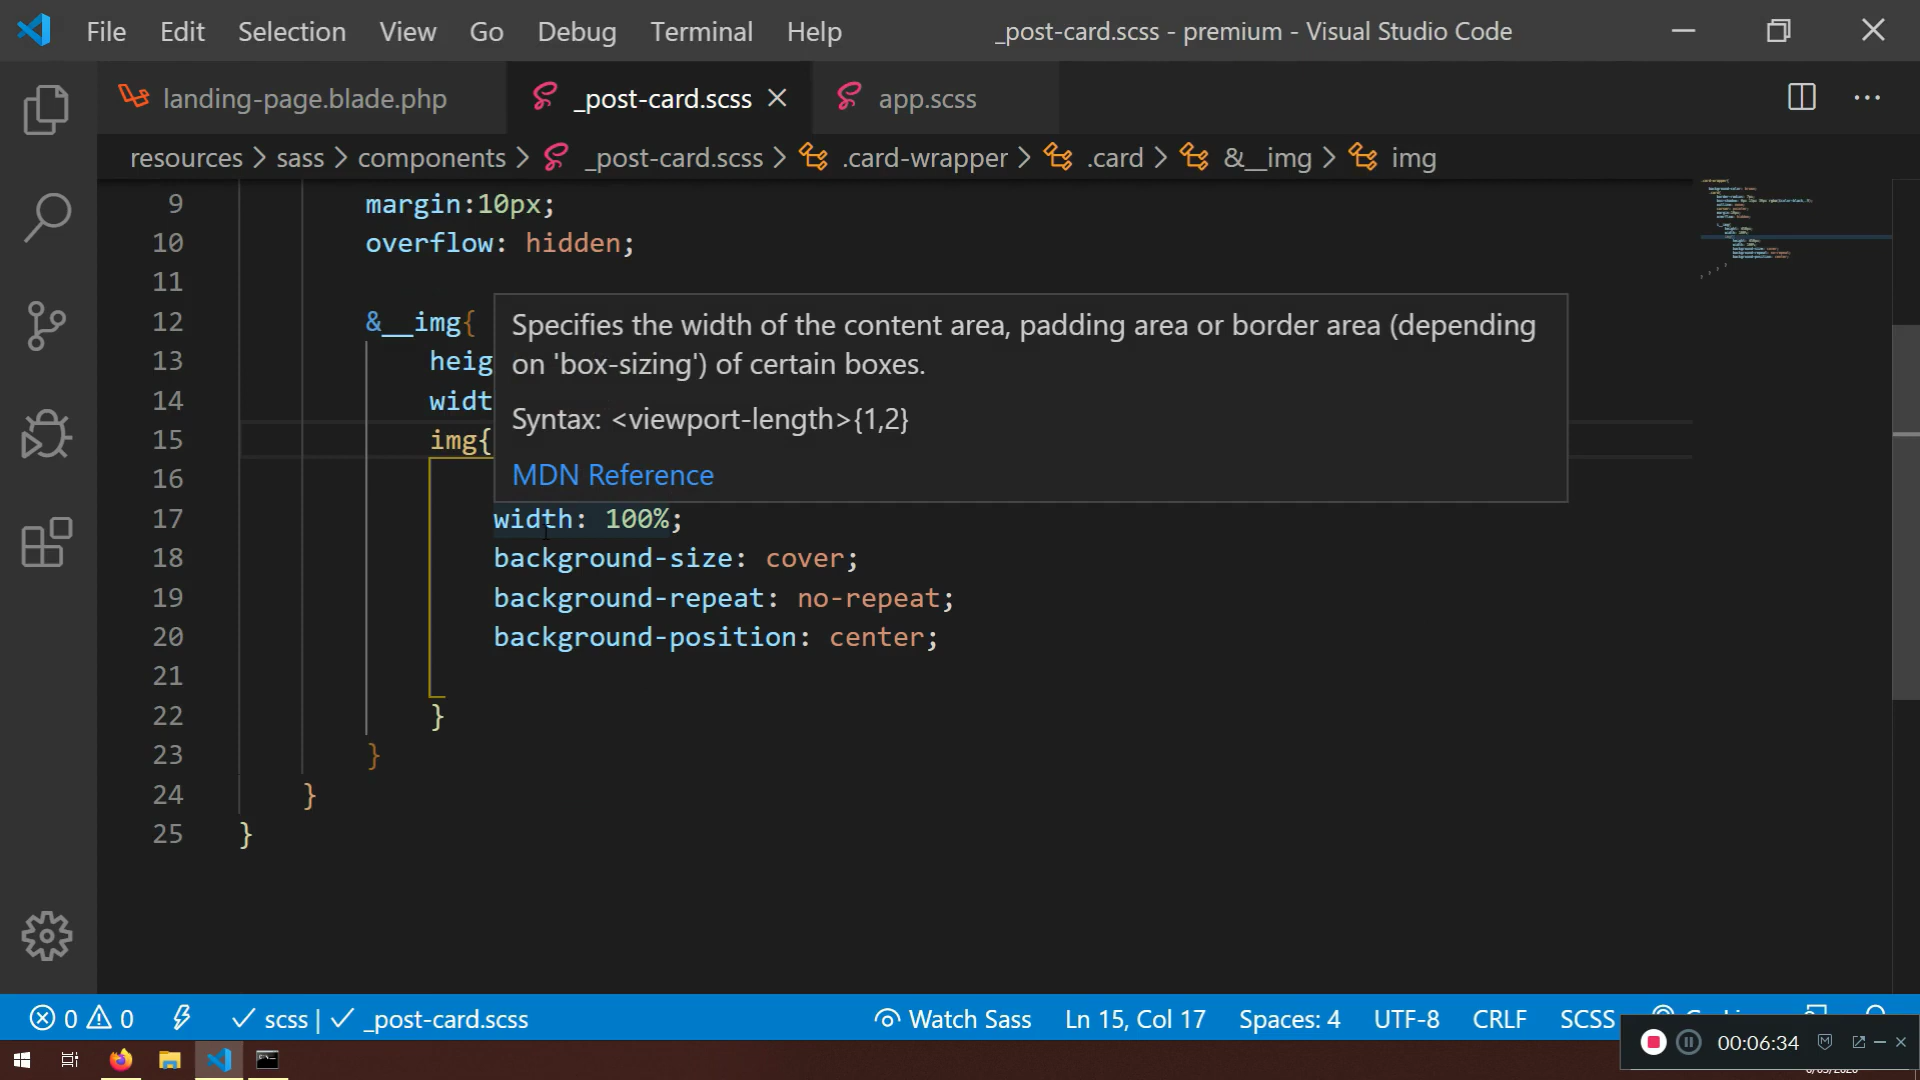 File Edit Selection View Go Debug Terminal Help _post-card.scss - premium - Visual Studio Code
landing-page.blade.php _post-card.scss app.scss
resources > sass > components > _post-card.scss > .card-wrapper > .card > &__img > img
9 margin:10px;
10 overflow: hidden;
11
12 &__img{
13 heig
14 widt
15 img{
16
17 width: 100%;
18 background-size: cover;
19 background-repeat: no-repeat;
20 background-position: center;
21
22 }
23 }
24 }
25 }
Specifies the width of the content area, padding area or border area (depending
on 'box-sizing') of certain boxes.
Syntax: <viewport-length>{1,2}
MDN Reference
0 0 scss | _post-card.scss Watch Sass Ln 15, Col 17 Spaces: 4 UTF-8 CRLF SCSS
00:06:34